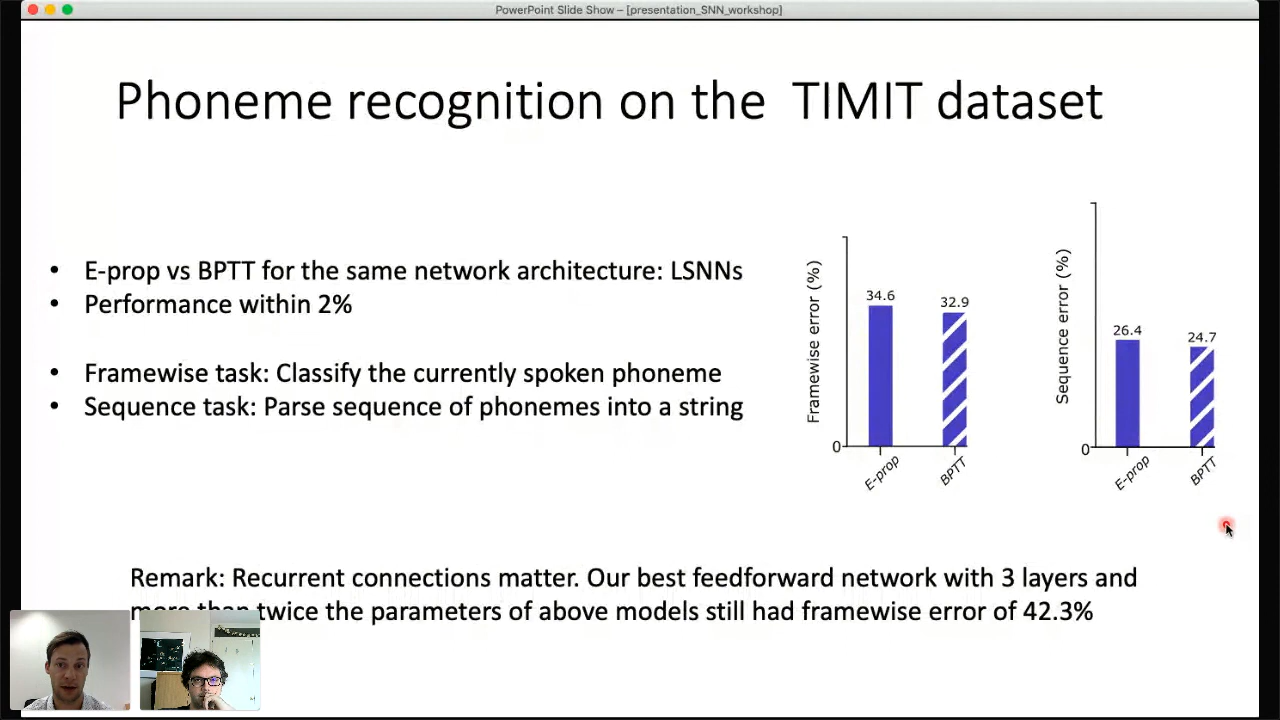 PowerPoint Slide Show – [presentation_SNN_workshop]
Phoneme recognition on the TIMIT dataset
• E-prop vs BPTT for the same network architecture: LSNNs
• Performance within 2%
• Framewise task: Classify the currently spoken phoneme
• Sequence task: Parse sequence of phonemes into a string
Framewise error (%)
34.6
32.9
0
E-prop
BPTT
Sequence error (%)
26.4
24.7
0
E-prop
BPTT
Remark: Recurrent connections matter. Our best feedforward network with 3 layers and
more than twice the parameters of above models still had framewise error of 42.3%